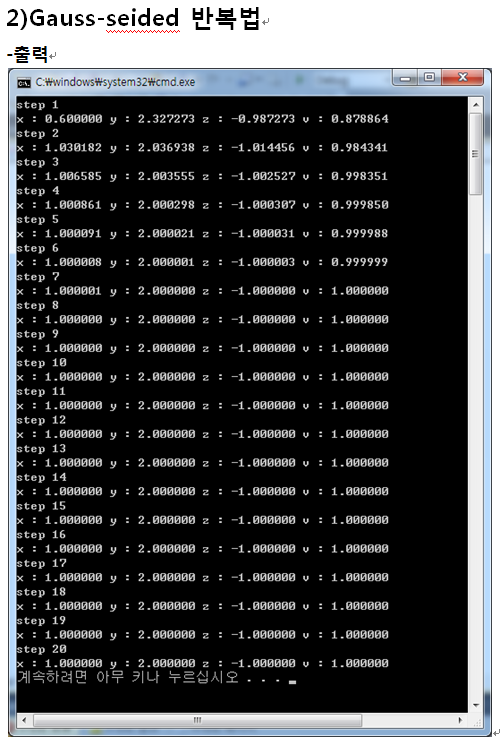 2)Gauss-seided 반복법
-출력
C:₩windows₩system32₩cmd.exe
step 1
x : 0.600000 y : 2.327273 z : -0.987273 v : 0.878864
step 2
x : 1.030182 y : 2.036938 z : -1.014456 v : 0.984341
step 3
x : 1.006585 y : 2.003555 z : -1.002527 v : 0.998351
step 4
x : 1.000861 y : 2.000298 z : -1.000307 v : 0.999850
step 5
x : 1.000091 y : 2.000021 z : -1.000031 v : 0.999988
step 6
x : 1.000008 y : 2.000001 z : -1.000003 v : 0.999999
step 7
x : 1.000001 y : 2.000000 z : -1.000000 v : 1.000000
step 8
x : 1.000000 y : 2.000000 z : -1.000000 v : 1.000000
step 9
x : 1.000000 y : 2.000000 z : -1.000000 v : 1.000000
step 10
x : 1.000000 y : 2.000000 z : -1.000000 v : 1.000000
step 11
x : 1.000000 y : 2.000000 z : -1.000000 v : 1.000000
step 12
x : 1.000000 y : 2.000000 z : -1.000000 v : 1.000000
step 13
x : 1.000000 y : 2.000000 z : -1.000000 v : 1.000000
step 14
x : 1.000000 y : 2.000000 z : -1.000000 v : 1.000000
step 15
x : 1.000000 y : 2.000000 z : -1.000000 v : 1.000000
step 16
x : 1.000000 y : 2.000000 z : -1.000000 v : 1.000000
step 17
x : 1.000000 y : 2.000000 z : -1.000000 v : 1.000000
step 18
x : 1.000000 y : 2.000000 z : -1.000000 v : 1.000000
step 19
x : 1.000000 y : 2.000000 z : -1.000000 v : 1.000000
step 20
x : 1.000000 y : 2.000000 z : -1.000000 v : 1.000000
계속하려면 아무 키나 누르십시오 . . . _